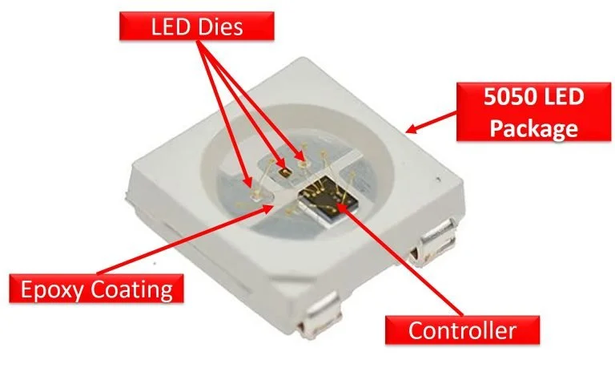 LED Dies
5050 LED
Package
Epoxy Coating
Controller